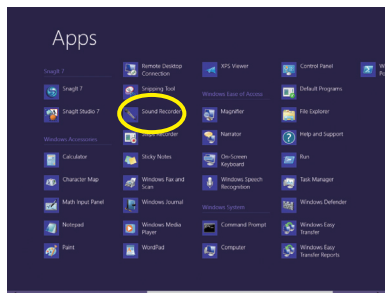 Apps
Snagit 7
Snagit 7
Snagit Studio 7
Windows Accessories
Calculator
Character Map
Math Input Panel
Notepad
Paint
Remote Desktop
Connection
Snipping Tool
Sound Recorder
Steps Recorder
Sticky Notes
Windows Fax and
Scan
Windows Journal
Windows Media
Player
WordPad
XPS Viewer
Windows Ease of Access
Magnifier
Narrator
On-Screen
Keyboard
Windows Speech
Recognition
Windows System
Command Prompt
Computer
Control Panel
Default Programs
File Explorer
Help and Support
Run
Task Manager
Windows Defender
Windows Easy
Transfer
Windows Easy
Transfer Reports